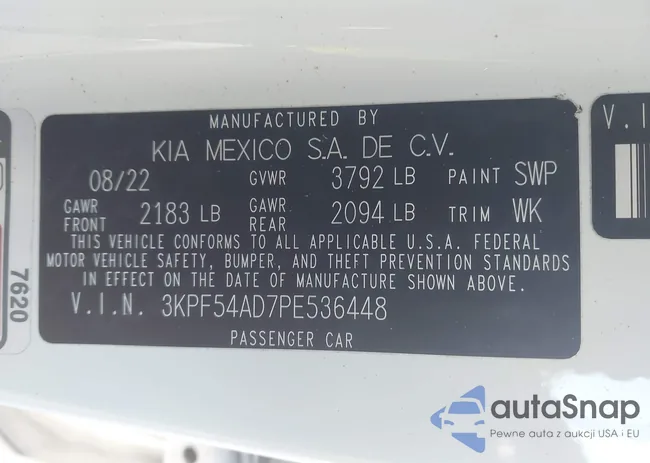 MANUFACTURED BY
KIA MEXICO S.A. DE C.V.
08/22 GVWR 3792 LB PAINT SWP
GAWR FRONT 2183 LB GAWR REAR 2094 LB TRIM WK
THIS VEHICLE CONFORMS TO ALL APPLICABLE U.S.A. FEDERAL
MOTOR VEHICLE SAFETY, BUMPER, AND THEFT PREVENTION STANDARDS
IN EFFECT ON THE DATE OF MANUFACTURE SHOWN ABOVE.
V.I.N. 3KPF54AD7PE536448
PASSENGER CAR
7620
V.I
autaSnap
Pewne auta z aukcji USA i EU